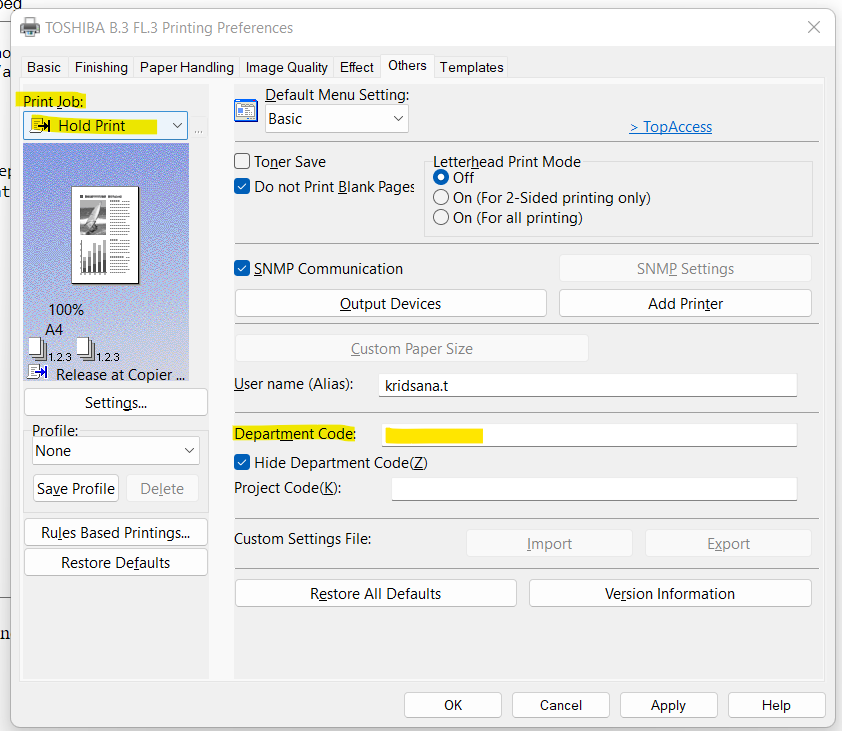 TOSHIBA B.3 FL.3 Printing Preferences
Basic Finishing Paper Handling Image Quality Effect Others Templates
Print Job:
Hold Print
...
100%
A4
1.2.3 1.2.3
Release at Copier ...
Settings...
Profile:
None
Save Profile Delete
Rules Based Printings...
Restore Defaults
Default Menu Setting:
Basic
> TopAccess
Toner Save
Do not Print Blank Pages
Letterhead Print Mode
Off
On (For 2-Sided printing only)
On (For all printing)
SNMP Communication SNMP Settings
Output Devices Add Printer
Custom Paper Size
User name (Alias): kridsana.t
Department Code:
Hide Department Code(Z)
Project Code(K):
Custom Settings File: Import Export
Restore All Defaults Version Information
OK Cancel Apply Help